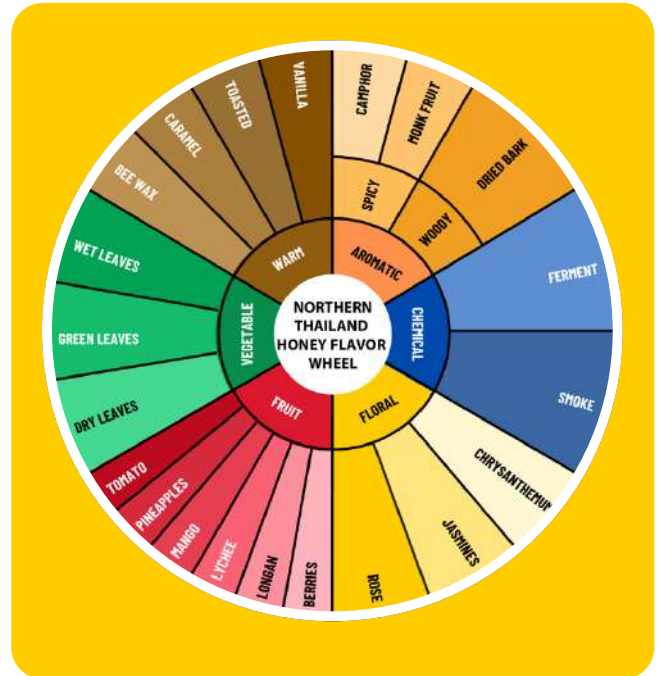 NORTHERN
THAILAND
HONEY FLAVOR
WHEEL
AROMATIC
SPICY
CAMPHOR
MONK FRUIT
WOODY
DRIED BARK
CHEMICAL
FERMENT
SMOKE
FLORAL
CHRYSANTHEMUM
JASMINES
ROSE
FRUIT
BERRIES
LONGAN
LYCHEE
MANGO
PINEAPPLES
TOMATO
VEGETABLE
DRY LEAVES
GREEN LEAVES
WET LEAVES
WARM
BEE WAX
CARAMEL
TOASTED
VANILLA